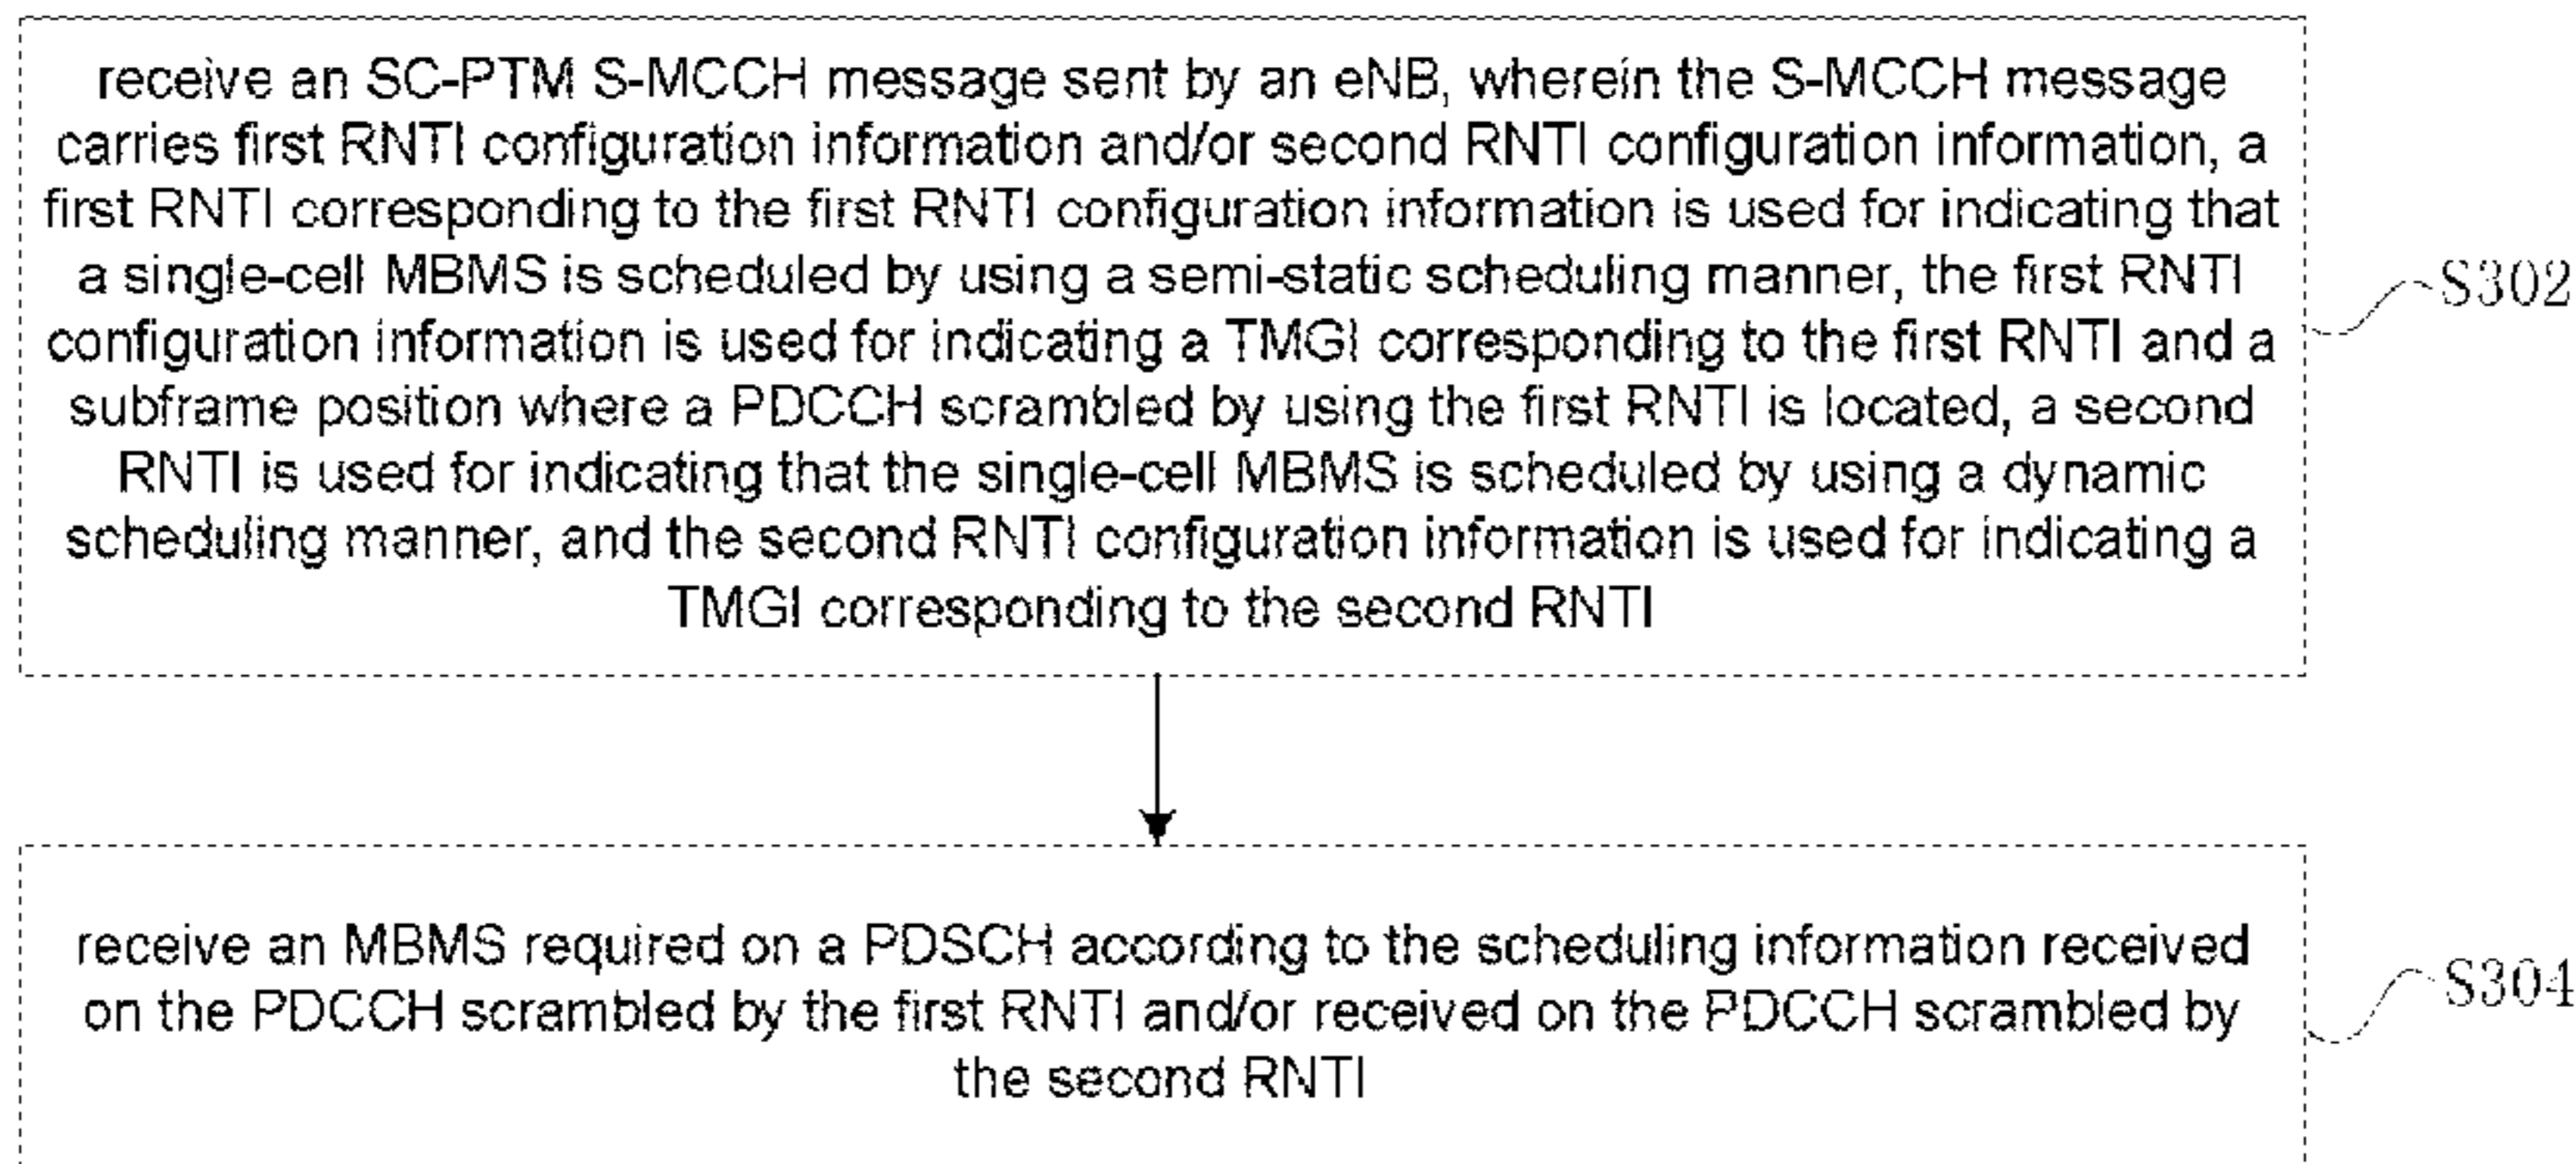 receive an SC-PTM S-MCCH message sent by an eNB, wherein the S-MCCH message
carries first RNTI configuration information and/or second RNTI configuration information, a
first RNTI corresponding to the first RNTI configuration information is used for indicating that
a single-cell MBMS is scheduled by using a semi-static scheduling manner, the first RNTI
configuration information is used for indicating a TMGI corresponding to the first RNTI and a
subframe position where a PDCCH scrambled by using the first RNTI is located, a second
RNTI is used for indicating that the single-cell MBMS is scheduled by using a dynamic
scheduling manner, and the second RNTI configuration information is used for indicating a
TMGI corresponding to the second RNTI
S302
receive an MBMS required on a PDSCH according to the scheduling information received
on the PDCCH scrambled by the first RNTI and/or received on the PDCCH scrambled by
the second RNTI
S304